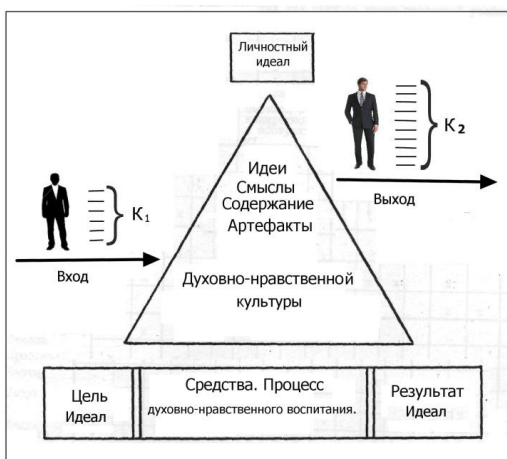 Личностный
идеал
К₂
Выход
К₁
Вход
Идеи
Смыслы
Содержание
Артефакты
Духовно-нравственной
культуры
Цель
Идеал
Средства. Процесс
духовно-нравственного воспитания.
Результат
Идеал